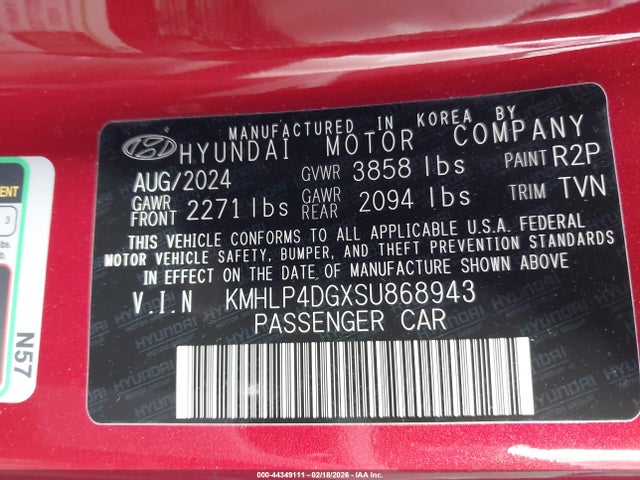 MANUFACTURED IN KOREA BY
HYUNDAI MOTOR COMPANY
AUG/2024 GVWR 3858 lbs PAINT R2P
GAWR FRONT 2271 lbs GAWR REAR 2094 lbs TRIM TVN
THIS VEHICLE CONFORMS TO ALL APPLICABLE U.S.A. FEDERAL
MOTOR VEHICLE SAFETY, BUMPER, AND THEFT PREVENTION STANDARDS
IN EFFECT ON THE DATE OF MANUFACTURE SHOWN ABOVE
V.I.N KMHLP4DGXSU868943
PASSENGER CAR
3
lbs.
N57
000-44349111 - 02/18/2026 - IAA Inc.